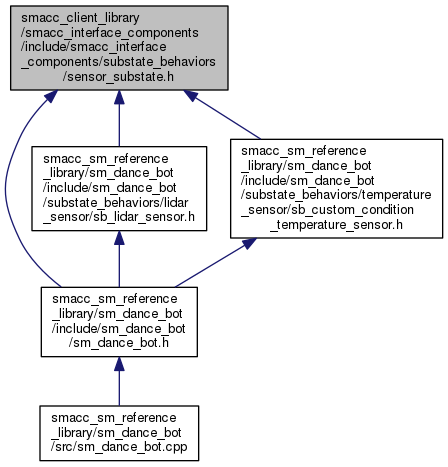 smacc_client_library
/smacc_interface_components
/include/smacc_interface
_components/substate_behaviors
/sensor_substate.h
smacc_sm_reference
_library/sm_dance_bot
/include/sm_dance_bot
/substate_behaviors/lidar
_sensor/sb_lidar_sensor.h
smacc_sm_reference
_library/sm_dance_bot
/include/sm_dance_bot
/substate_behaviors/temperature
_sensor/sb_custom_condition
_temperature_sensor.h
smacc_sm_reference
_library/sm_dance_bot
/include/sm_dance_bot
/sm_dance_bot.h
smacc_sm_reference
_library/sm_dance_bot
/src/sm_dance_bot.cpp